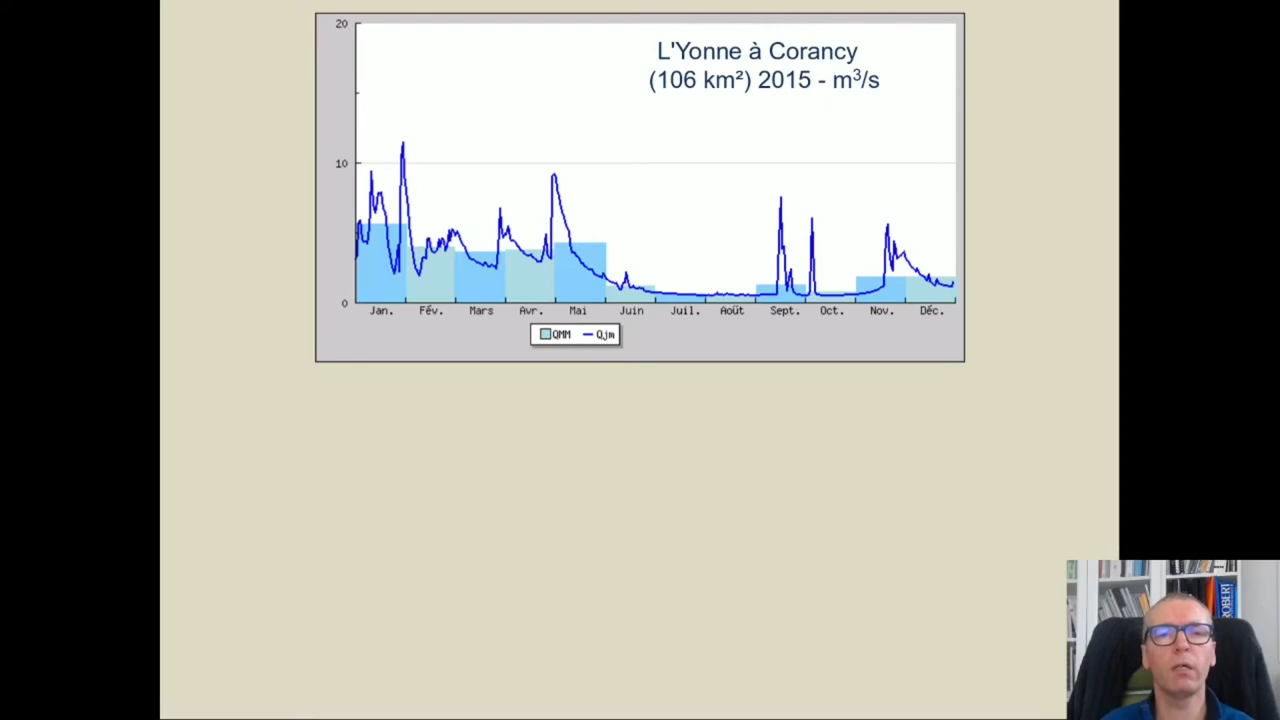 20
L'Yonne à Corancy
(106 km²) 2015 - m³/s
10
0
Jan. Fév. Mars Avr. Mai Juin Juil. Août Sept. Oct. Nov. Déc.
QMM Qjm
ROBERT